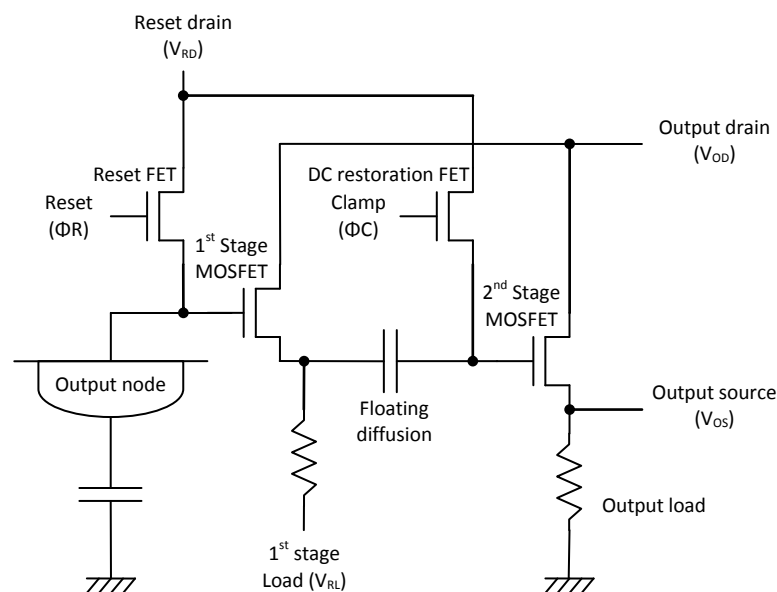 Reset drain
(VRD)
Output drain
(VOD)
Reset FET
DC restoration FET
Reset
(ΦR)
Clamp
(ΦC)
1st Stage
MOSFET
2nd Stage
MOSFET
Output node
Floating
diffusion
Output source
(VOS)
Output load
1st stage
Load (VRL)